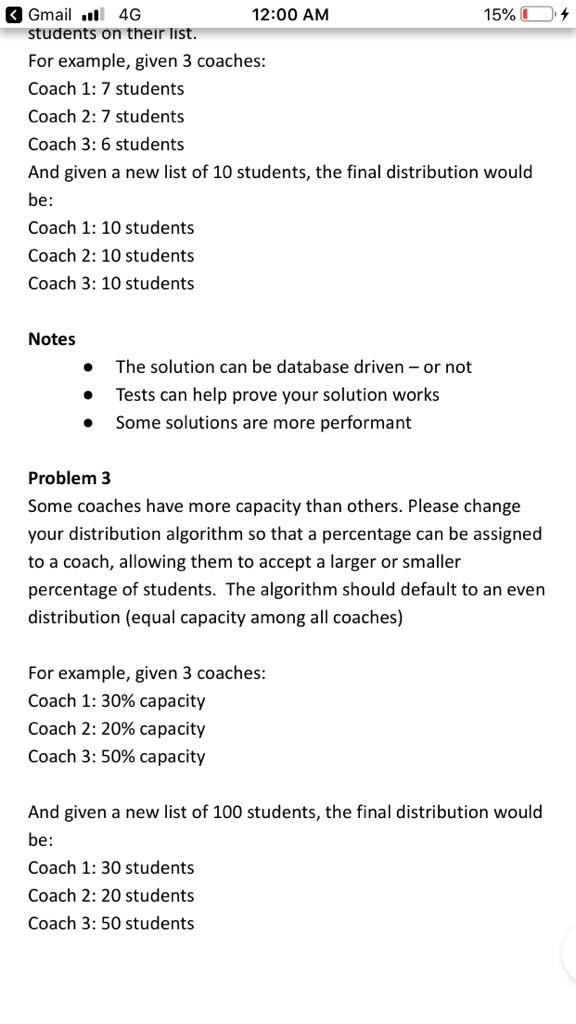 Gmail 4G 12:00 AM 15%
students on their list.
For example, given 3 coaches:
Coach 1: 7 students
Coach 2: 7 students
Coach 3: 6 students
And given a new list of 10 students, the final distribution would
be:
Coach 1: 10 students
Coach 2: 10 students
Coach 3: 10 students
Notes
● The solution can be database driven – or not
● Tests can help prove your solution works
● Some solutions are more performant
Problem 3
Some coaches have more capacity than others. Please change
your distribution algorithm so that a percentage can be assigned
to a coach, allowing them to accept a larger or smaller
percentage of students.  The algorithm should default to an even
distribution (equal capacity among all coaches)
For example, given 3 coaches:
Coach 1: 30% capacity
Coach 2: 20% capacity
Coach 3: 50% capacity
And given a new list of 100 students, the final distribution would
be:
Coach 1: 30 students
Coach 2: 20 students
Coach 3: 50 students